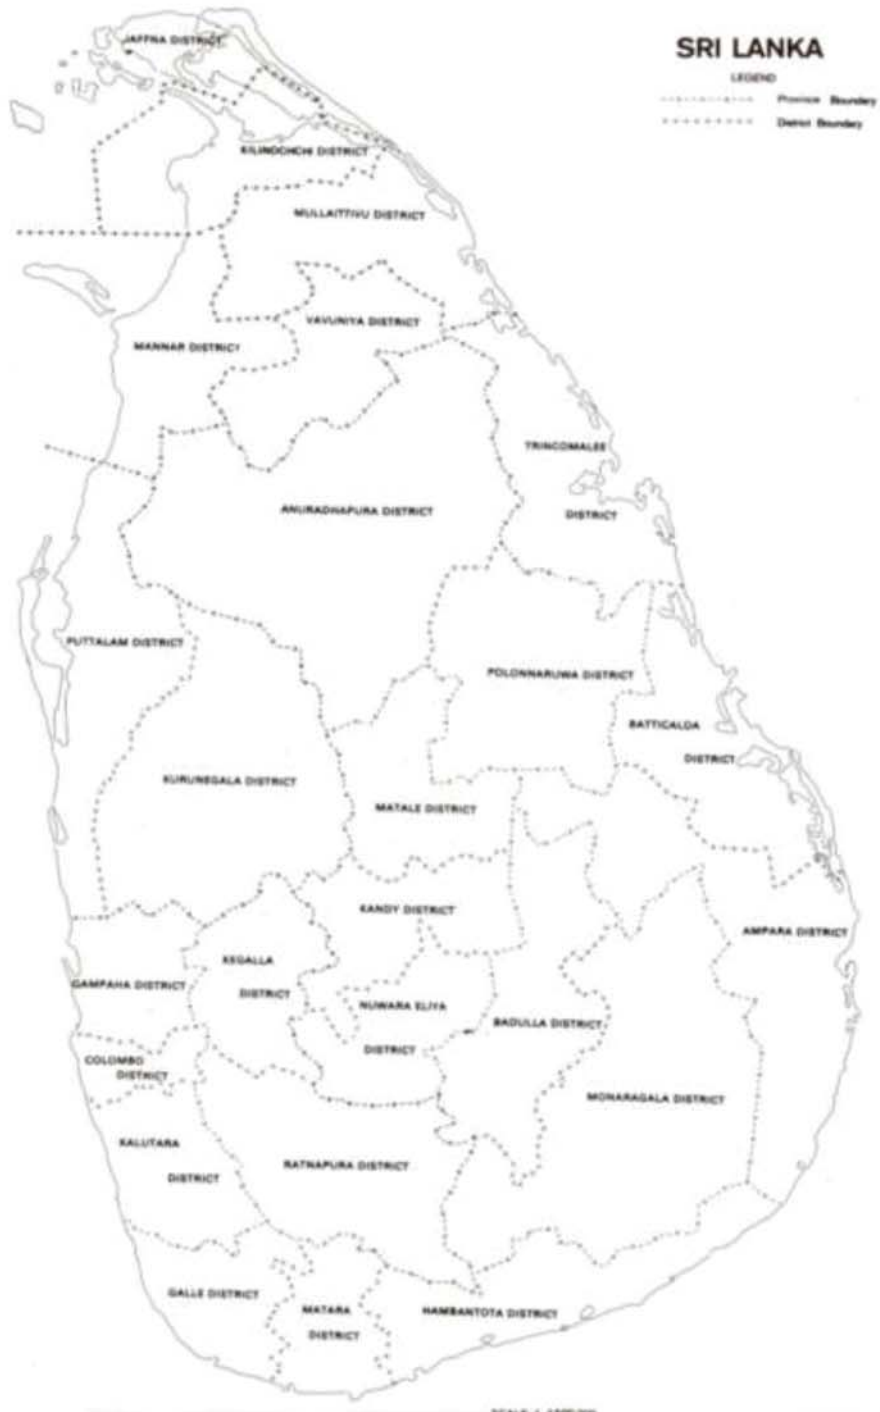 SRI LANKA
LEGEND
Province Boundary
District Boundary
JAFFNA DISTRICT
KILINOCHCHI DISTRICT
MULLAITTIVU DISTRICT
VAVUNIYA DISTRICT
MANNAR DISTRICT
TRINCOMALEE
DISTRICT
ANURADHAPURA DISTRICT
PUTTALAM DISTRICT
POLONNARUWA DISTRICT
BATTICALOA
DISTRICT
KURUNEGALA DISTRICT
MATALE DISTRICT
KANDY DISTRICT
AMPARA DISTRICT
KEGALLA
DISTRICT
GAMPAHA DISTRICT
NUWARA ELIYA
DISTRICT
BADULLA DISTRICT
COLOMBO
DISTRICT
MONARAGALA DISTRICT
KALUTARA
DISTRICT
RATNAPURA DISTRICT
GALLE DISTRICT
MATARA
DISTRICT
HAMBANTOTA DISTRICT